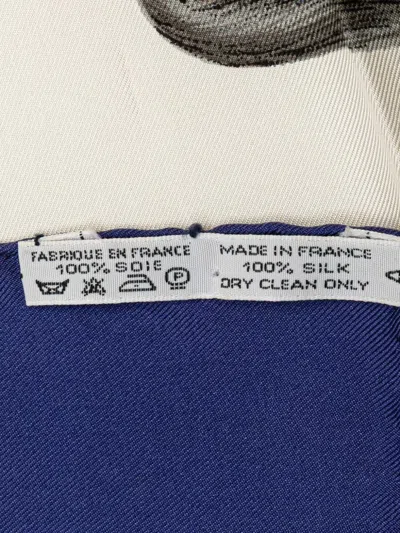 FABRIQUE EN FRANCE
100% SOIE
P
MADE IN FRANCE
100% SILK
DRY CLEAN ONLY